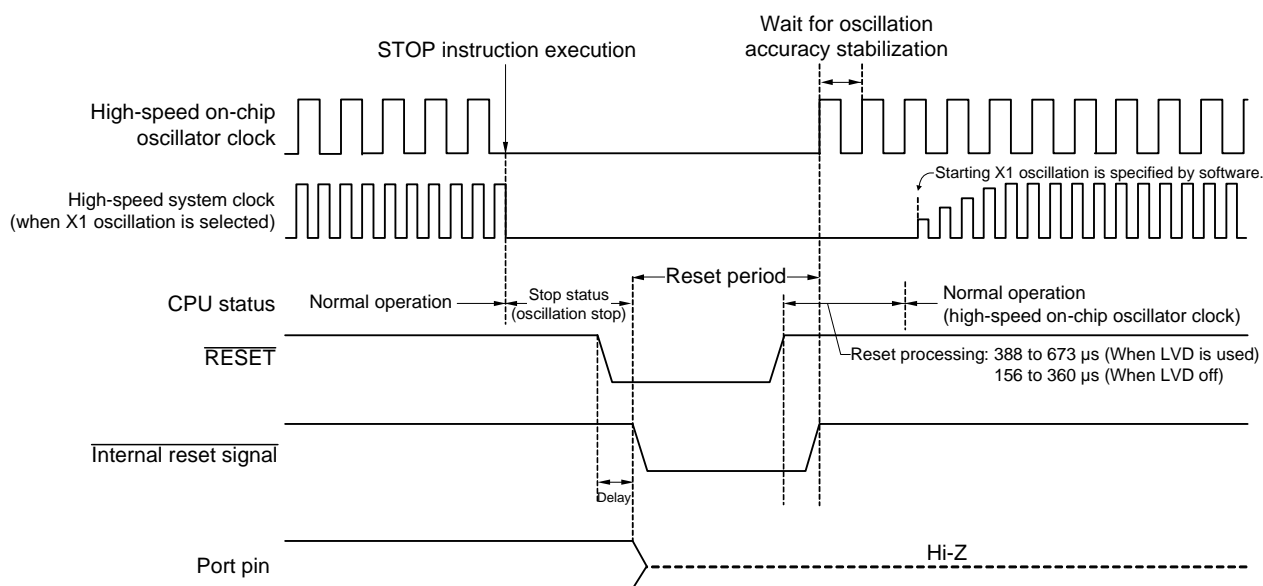 Wait for oscillation
accuracy stabilization
STOP instruction execution
High-speed on-chip
oscillator clock
Starting X1 oscillation is specified by software.
High-speed system clock
(when X1 oscillation is selected)
Reset period
CPU status
Normal operation
Stop status
(oscillation stop)
Normal operation
(high-speed on-chip oscillator clock)
RESET
Reset processing: 388 to 673 μs (When LVD is used)
156 to 360 μs (When LVD off)
Internal reset signal
Delay
Port pin
Hi-Z